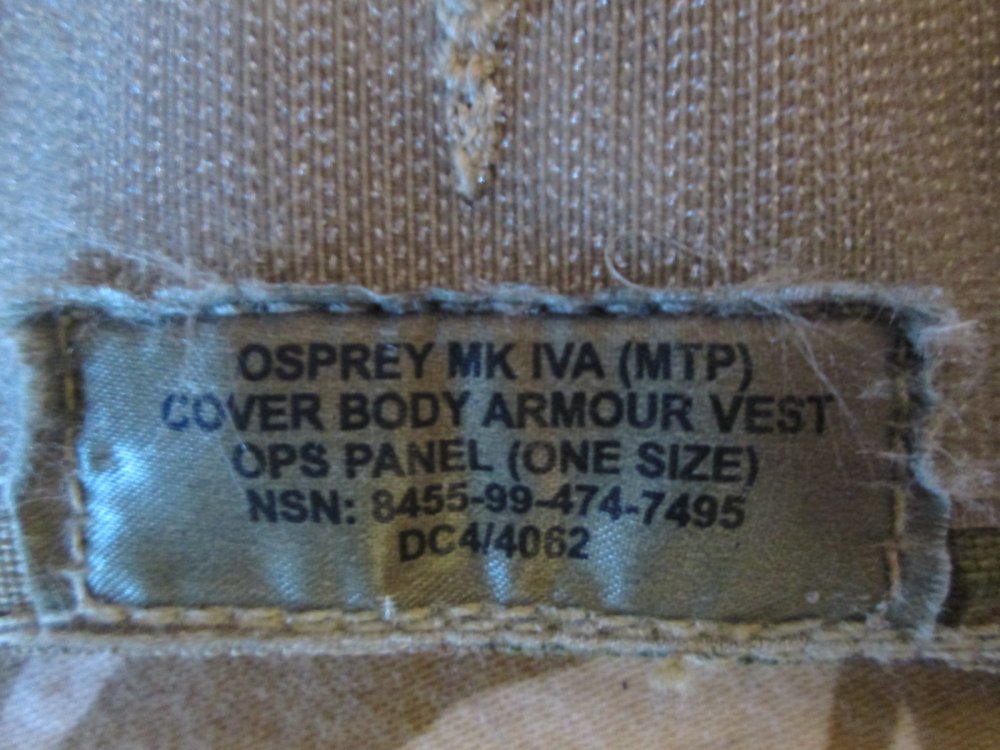 OSPREY MK IVA (MTP)
COVER BODY ARMOUR VEST
OPS PANEL (ONE SIZE)
NSN: 8455-99-474-7495
DC4/4062